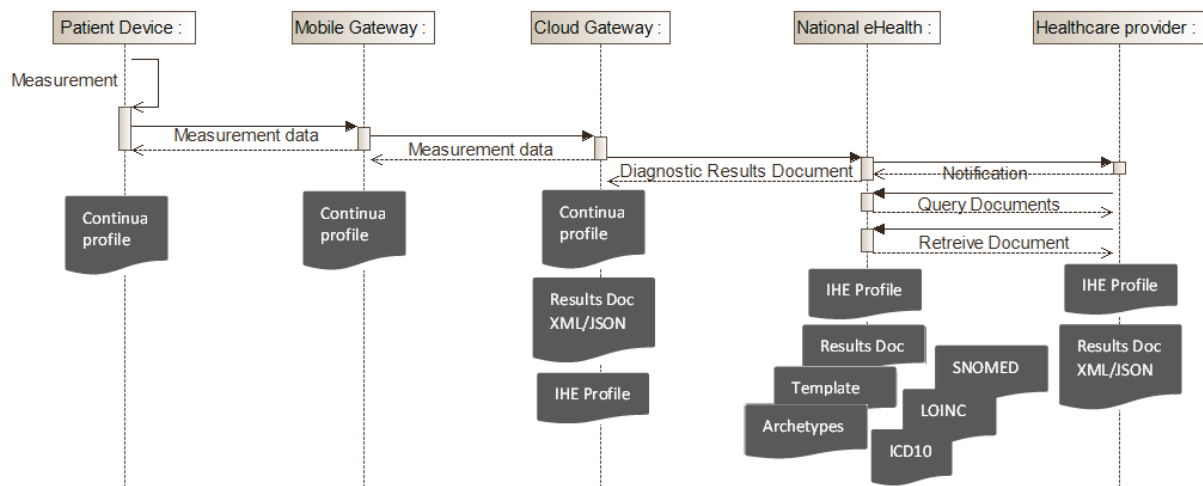 Patient Device :
Mobile Gateway :
Cloud Gateway :
National eHealth :
Healthcare provider :
Measurement
Measurement data
Measurement data
Diagnostic Results Document
Notification
Query Documents
Retreive Document
Continua
profile
Continua
profile
Continua
profile
Results Doc
XML/JSON
IHE Profile
IHE Profile
Results Doc
Template
Archetypes
SNOMED
LOINC
ICD10
IHE Profile
Results Doc
XML/JSON